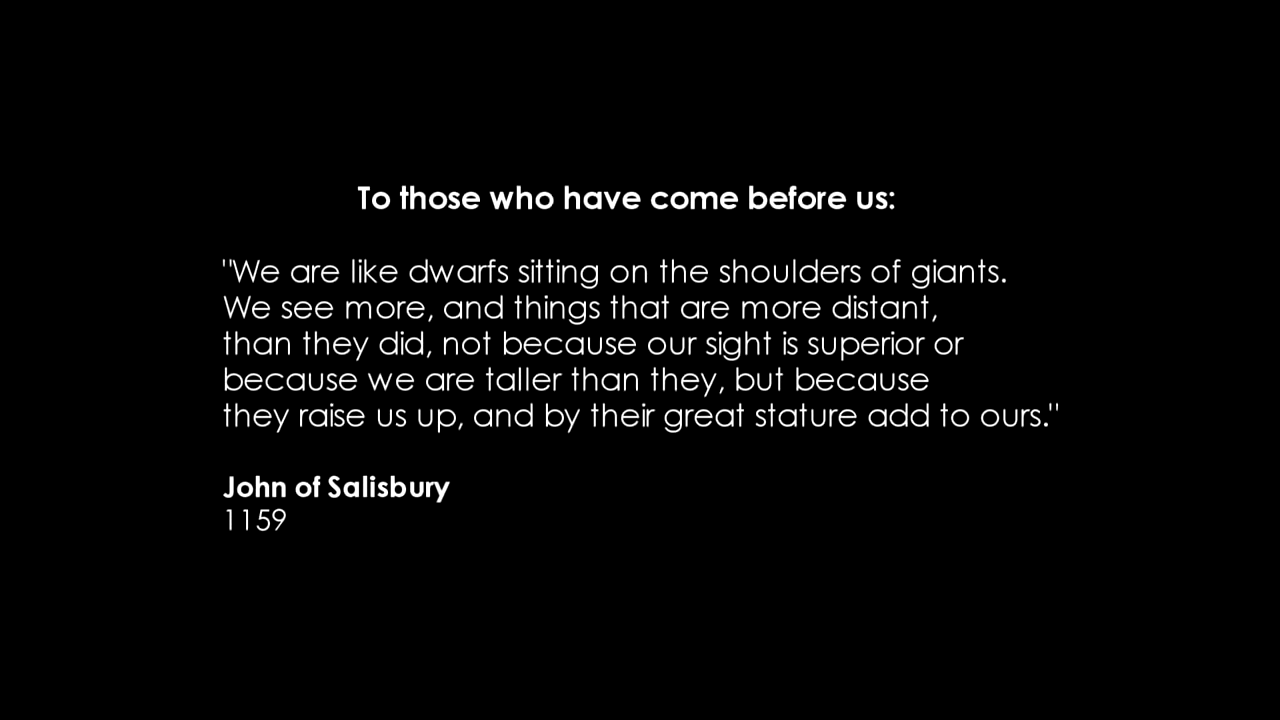 To those who have come before us:
"We are like dwarfs sitting on the shoulders of giants.
We see more, and things that are more distant,
than they did, not because our sight is superior or
because we are taller than they, but because
they raise us up, and by their great stature add to ours."
John of Salisbury
1159